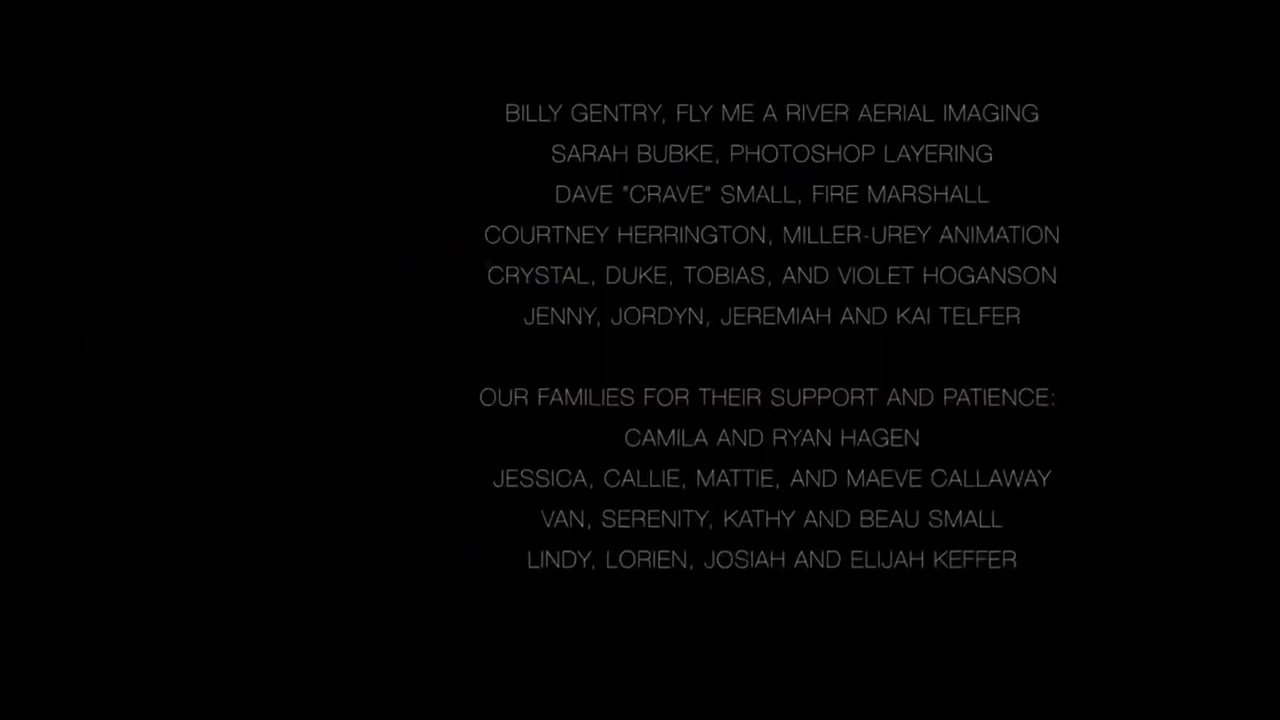 BILLY GENTRY, FLY ME A RIVER AERIAL IMAGING
SARAH BUBKE, PHOTOSHOP LAYERING
DAVE "CRAVE" SMALL, FIRE MARSHALL
COURTNEY HERRINGTON, MILLER-UREY ANIMATION
CRYSTAL, DUKE, TOBIAS, AND VIOLET HOGANSON
JENNY, JORDYN, JEREMIAH AND KAI TELFER
OUR FAMILIES FOR THEIR SUPPORT AND PATIENCE:
CAMILA AND RYAN HAGEN
JESSICA, CALLIE, MATTIE, AND MAEVE CALLAWAY
VAN, SERENITY, KATHY AND BEAU SMALL
LINDY, LORIEN, JOSIAH AND ELIJAH KEFFER